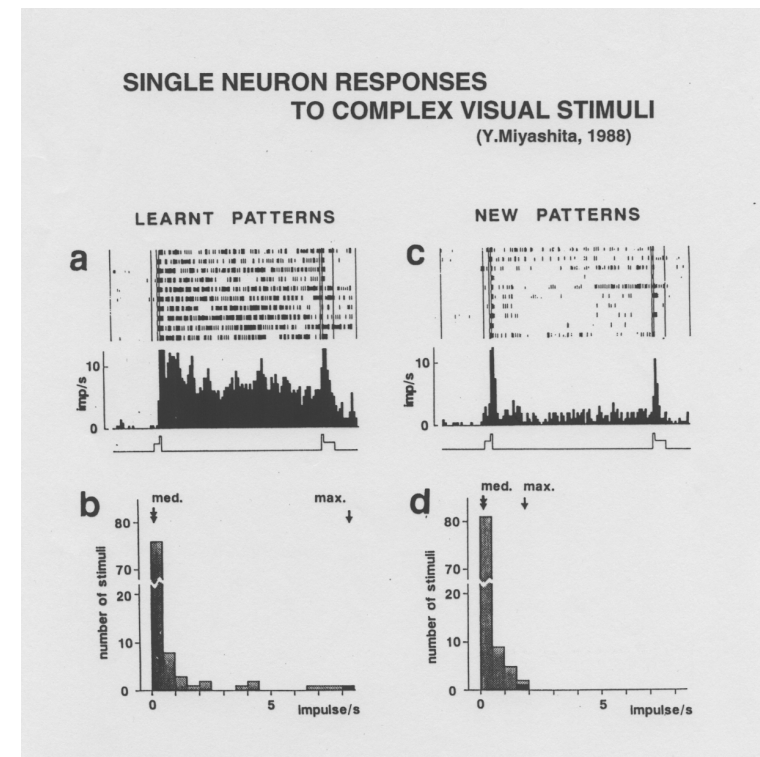 SINGLE NEURON RESPONSES
TO COMPLEX VISUAL STIMULI
(Y.Miyashita, 1988)
LEARNT PATTERNS
NEW PATTERNS
a
c
10
imp/s
0
10
imp/s
0
b
med.
max.
80
70
20
10
0
number of stimuli
0
5
impulse/s
d
med.
max.
80
70
20
10
0
number of stimuli
0
5
impulse/s